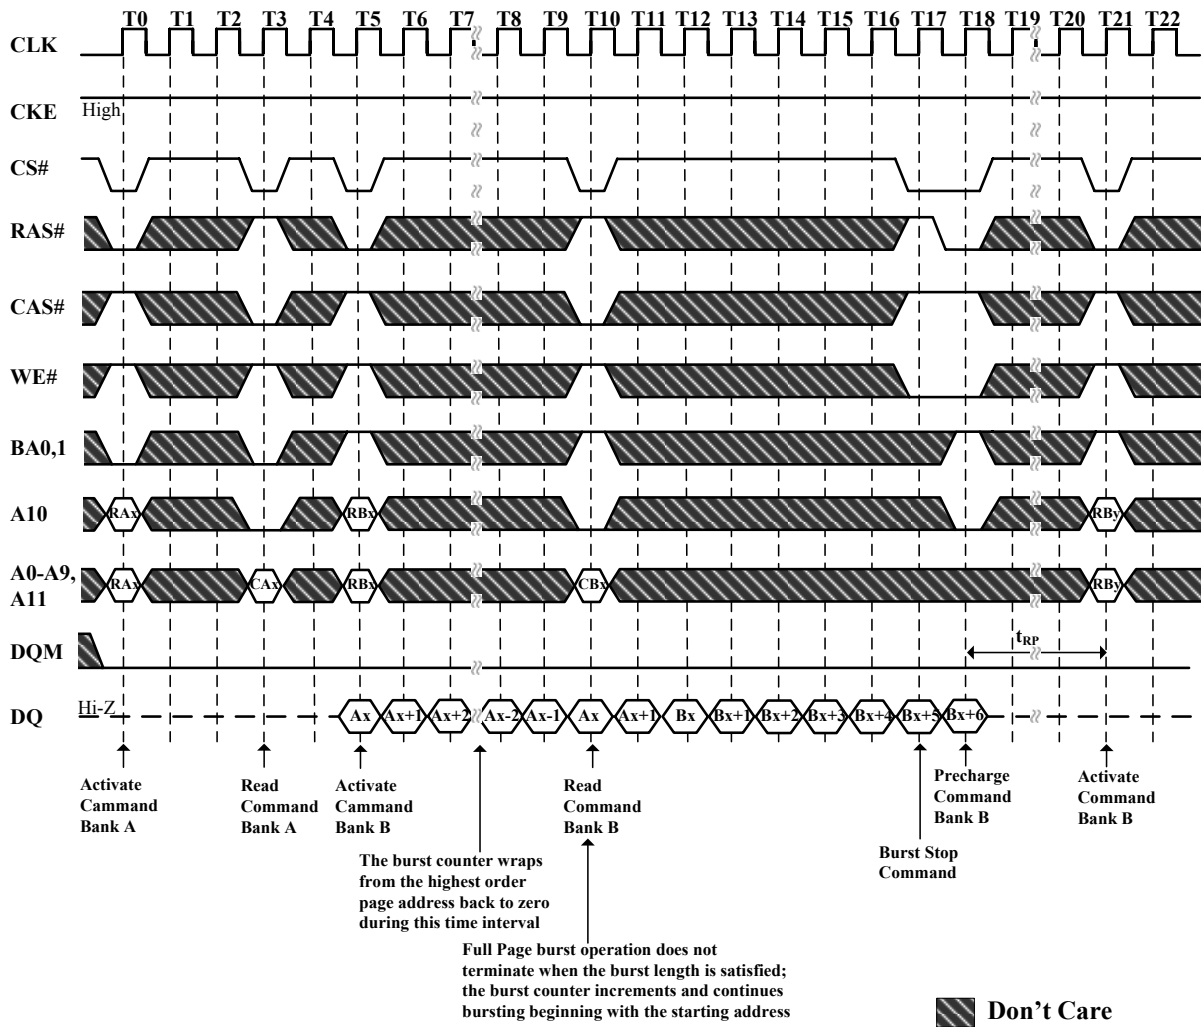 T0 T1 T2 T3 T4 T5 T6 T7 T8 T9 T10 T11 T12 T13 T14 T15 T16 T17 T18 T19 T20 T21 T22
CLK
CKE High
CS#
RAS#
CAS#
WE#
BA0,1
A10 RAx RBx RBy
A0-A9, A11 RAx CAx RBx CBx RBy
DQM tRP
DQ Hi-Z Ax Ax+1 Ax+2 Ax-2 Ax-1 Ax Ax+1 Bx Bx+1 Bx+2 Bx+3 Bx+4 Bx+5 Bx+6
Activate
Cammand
Bank A
Read
Command
Bank A
Activate
Cammand
Bank B
Read
Command
Bank B
Precharge
Command
Bank B
Activate
Command
Bank B
The burst counter wraps
from the highest order
page address back to zero
during this time interval
Burst Stop
Command
Full Page burst operation does not
terminate when the burst length is satisfied;
the burst counter increments and continues
bursting beginning with the starting address
Don't Care